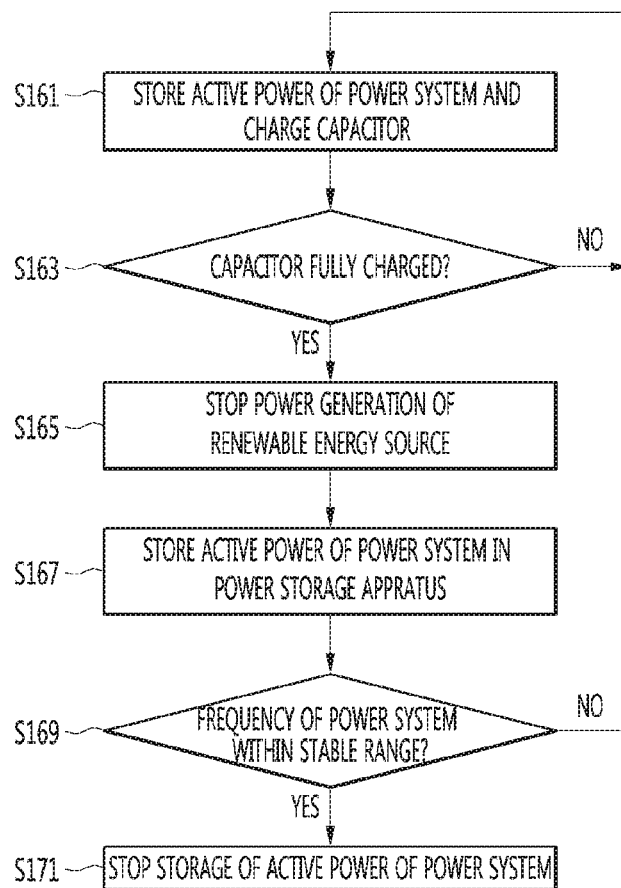 S161
STORE ACTIVE POWER OF POWER SYSTEM AND
CHARGE CAPACITOR
S163
CAPACITOR FULLY CHARGED?
NO
YES
S165
STOP POWER GENERATION OF
RENEWABLE ENERGY SOURCE
S167
STORE ACTIVE POWER OF POWER SYSTEM IN
POWER STORAGE APPRATUS
S169
FREQUENCY OF POWER SYSTEM
WITHIN STABLE RANGE?
NO
YES
S171
STOP STORAGE OF ACTIVE POWER OF POWER SYSTEM